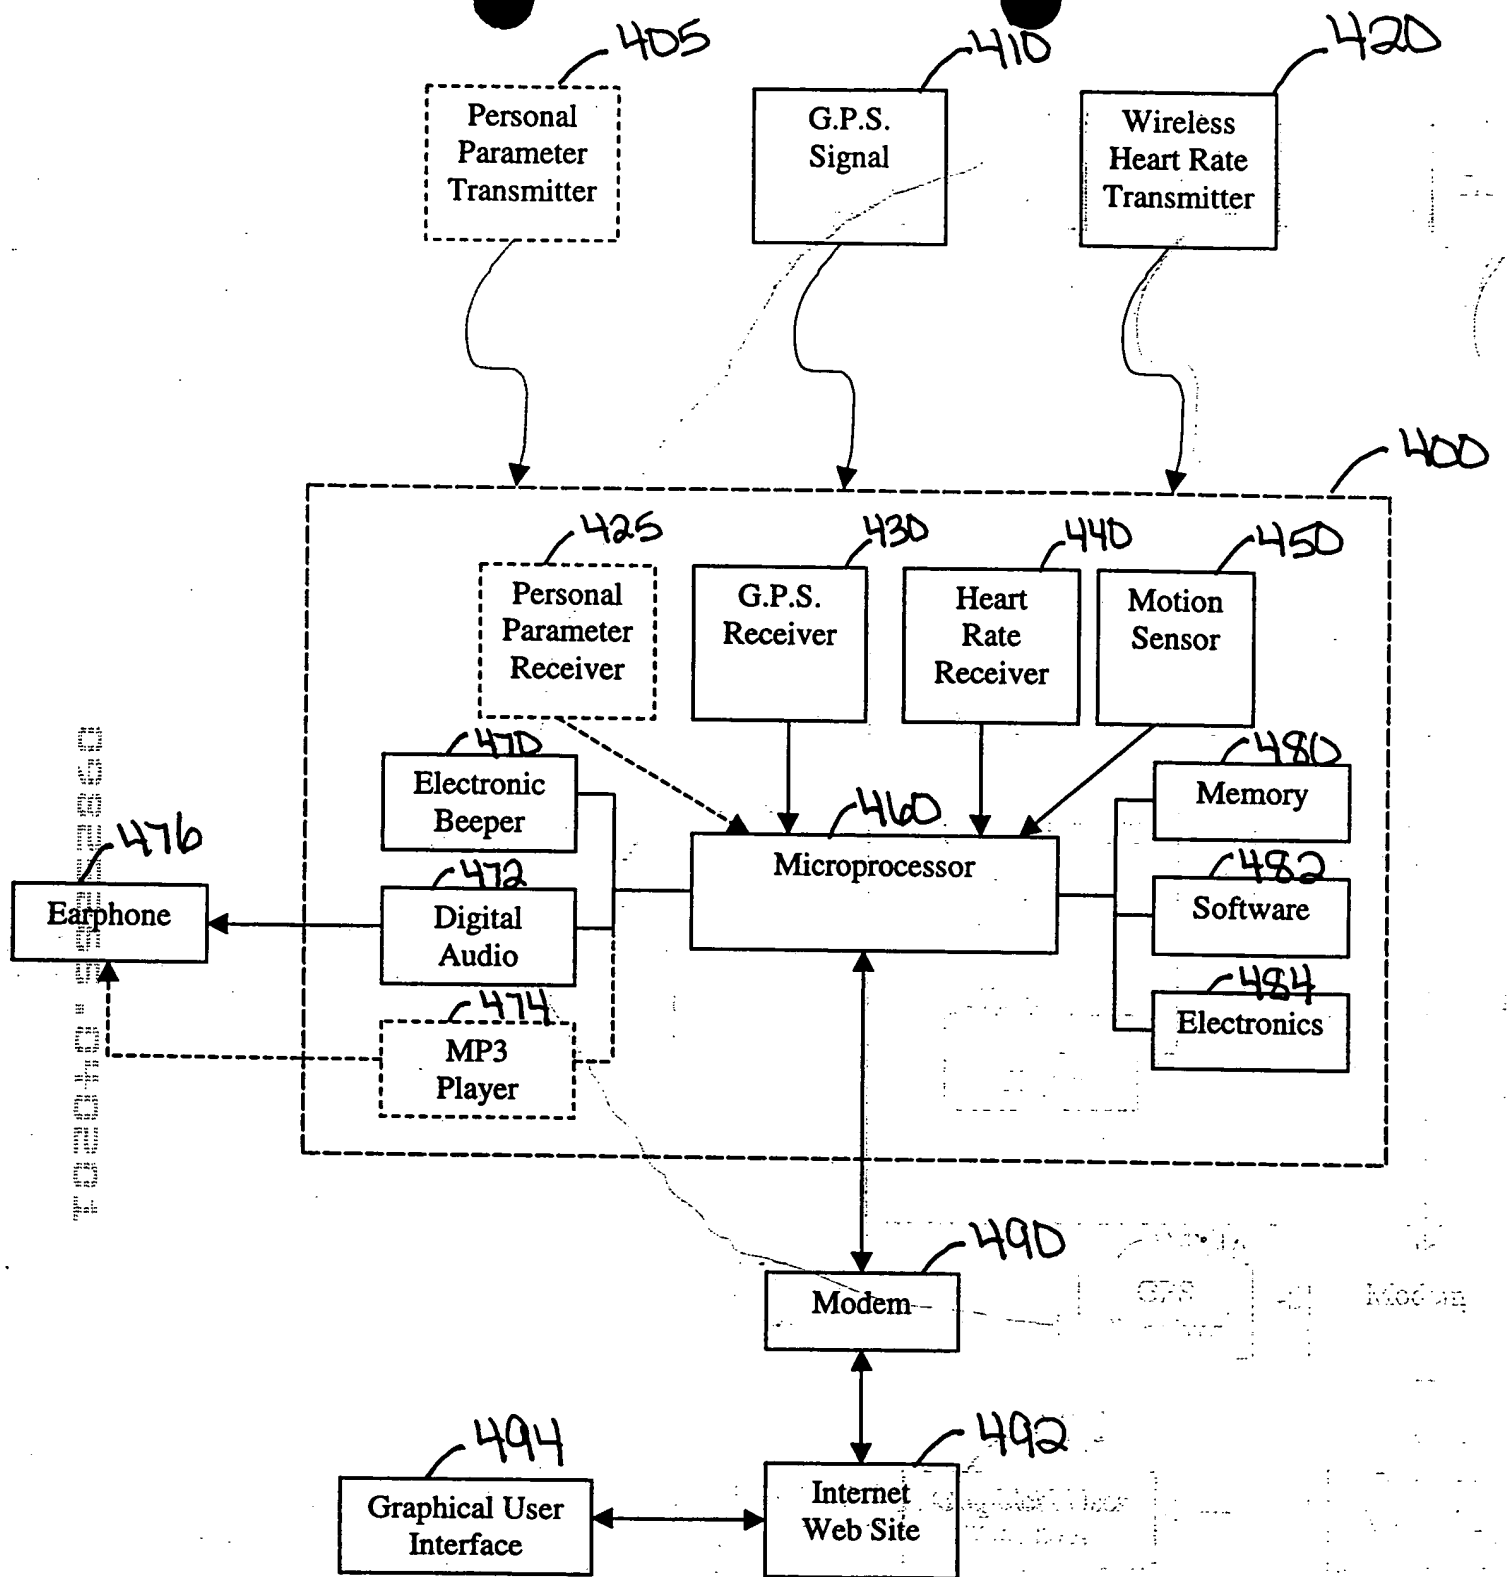 405
410
420
Personal
Parameter
Transmitter
G.P.S.
Signal
Wireless
Heart Rate
Transmitter
400
425
430
440
450
Personal
Parameter
Receiver
G.P.S.
Receiver
Heart
Rate
Receiver
Motion
Sensor
470
480
Electronic
Beeper
Memory
460
Microprocessor
476
472
482
Earphone
Digital
Audio
Software
474
484
MP3
Player
Electronics
490
Modem
GPS
494
492
Graphical User
Interface
Internet
Web Site